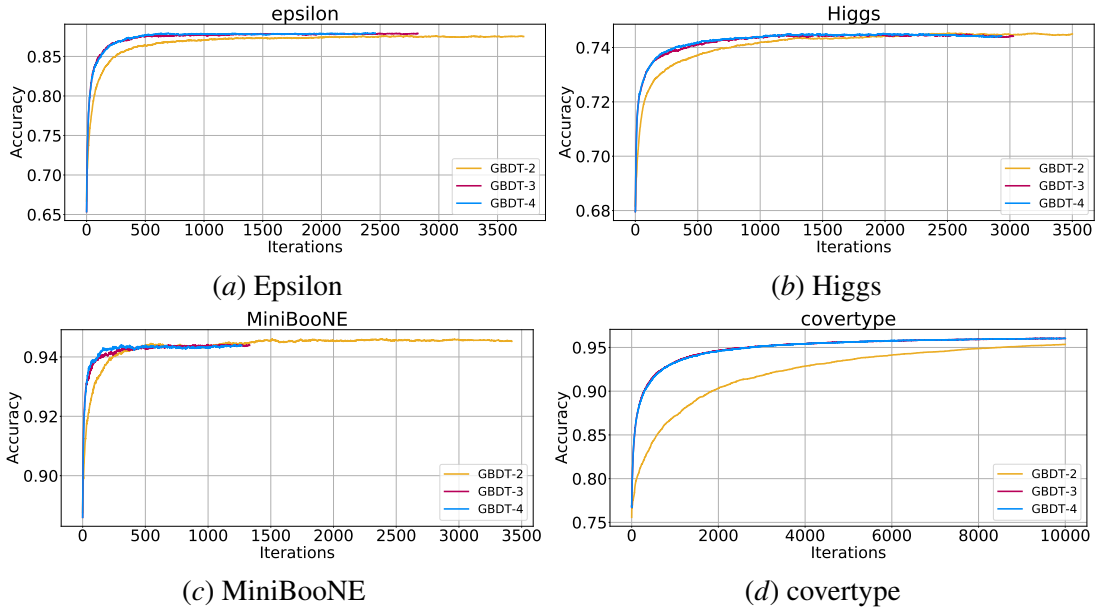 epsilon
Accuracy
0.85
0.80
0.75
0.70
0.65
GBDT-2
GBDT-3
GBDT-4
0 500 1000 1500 2000 2500 3000 3500
Iterations
(a) Epsilon
Higgs
Accuracy
0.74
0.72
0.70
0.68
GBDT-2
GBDT-3
GBDT-4
0 500 1000 1500 2000 2500 3000 3500
Iterations
(b) Higgs
MiniBooNE
Accuracy
0.94
0.92
0.90
GBDT-2
GBDT-3
GBDT-4
0 500 1000 1500 2000 2500 3000 3500
Iterations
(c) MiniBooNE
covertype
Accuracy
0.95
0.90
0.85
0.80
0.75
GBDT-2
GBDT-3
GBDT-4
0 2000 4000 6000 8000 10000
Iterations
(d) covertype